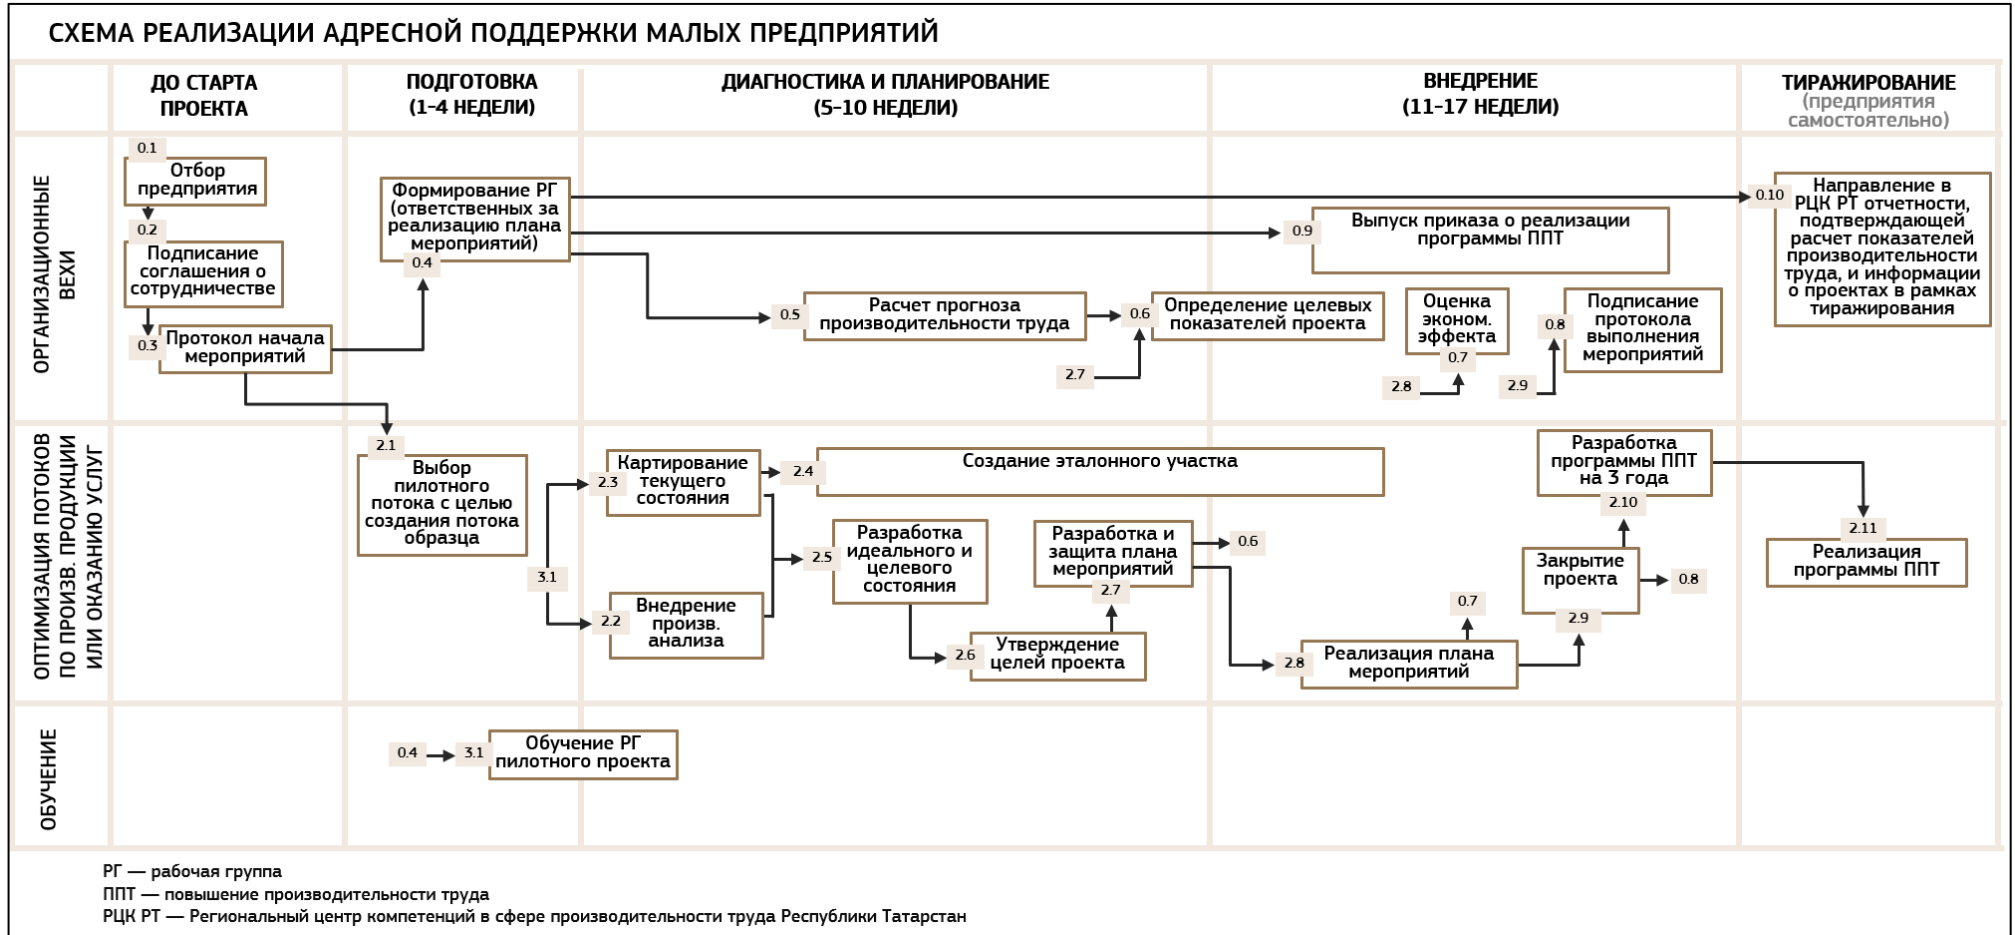 СХЕМА РЕАЛИЗАЦИИ АДРЕСНОЙ ПОДДЕРЖКИ МАЛЫХ ПРЕДПРИЯТИЙ
ДО СТАРТА
ПРОЕКТА
ПОДГОТОВКА
(1–4 НЕДЕЛИ)
ДИАГНОСТИКА И ПЛАНИРОВАНИЕ
(5–10 НЕДЕЛИ)
ВНЕДРЕНИЕ
(11–17 НЕДЕЛИ)
ТИРАЖИРОВАНИЕ
(предприятия
самостоятельно)
ОРГАНИЗАЦИОННЫЕ
ВЕХИ
0.1
Отбор
предприятия
0.2
Подписание
соглашения о
сотрудничестве
0.3
Протокол начала
мероприятий
Формирование РГ
(ответственных за
реализацию плана
мероприятий)
0.4
0.5
Расчет прогноза
производительности труда
0.6
Определение целевых
показателей проекта
2.7
0.9
Выпуск приказа о реализации
программы ППТ
Оценка
эконом.
эффекта
0.7
2.8
0.8
Подписание
протокола
выполнения
мероприятий
2.9
0.10
Направление в
РЦК РТ отчетности,
подтверждающей
расчет показателей
производительности
труда, и информации
о проектах в рамках
тиражирования
ОПТИМИЗАЦИЯ ПОТОКОВ
ПО ПРОИЗВ. ПРОДУКЦИИ
ИЛИ ОКАЗАНИЮ УСЛУГ
2.1
Выбор
пилотного
потока с целью
создания потока
образца
3.1
2.3
Картирование
текущего
состояния
2.2
Внедрение
произв.
анализа
2.4
Создание эталонного участка
2.5
Разработка
идеального и
целевого
состояния
2.6
Утверждение
целей проекта
Разработка и
защита плана
мероприятий
2.7
0.6
2.8
Реализация плана
мероприятий
0.7
Закрытие
проекта
2.9
0.8
Разработка
программы ППТ
на 3 года
2.10
2.11
Реализация
программы ППТ
ОБУЧЕНИЕ
0.4
3.1
Обучение РГ
пилотного проекта
РГ — рабочая группа
ППТ — повышение производительности труда
РЦК РТ — Региональный центр компетенций в сфере производительности труда Республики Татарстан